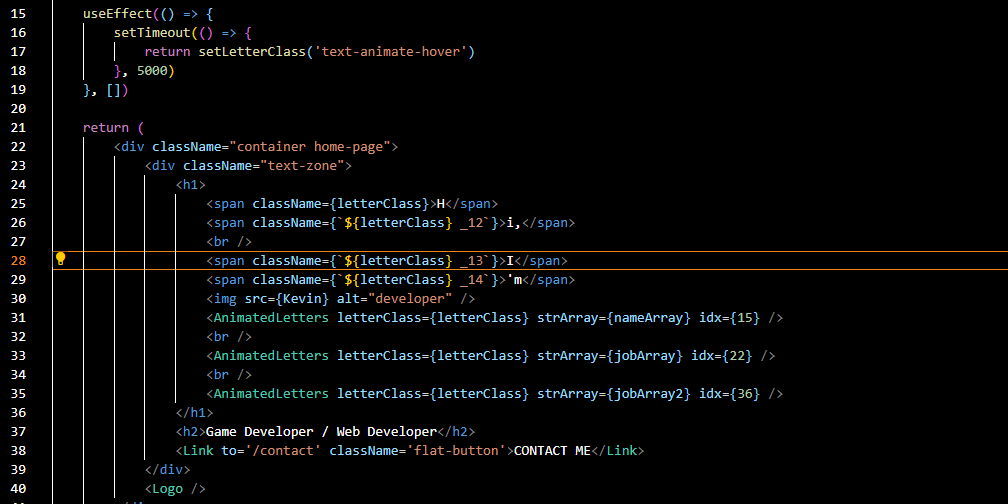 15 useEffect(() => {
16 setTimeout(() => {
17 return setLetterClass('text-animate-hover')
18 }, 5000)
19 }, [])
20
21 return (
22 <div className="container home-page">
23 <div className="text-zone">
24 <h1>
25 <span className={letterClass}>H</span>
26 <span className={`${letterClass} _12`}>i,</span>
27 <br />
28 <span className={`${letterClass} _13`}>I</span>
29 <span className={`${letterClass} _14`}>'m</span>
30 <img src={Kevin} alt="developer" />
31 <AnimatedLetters letterClass={letterClass} strArray={nameArray} idx={15} />
32 <br />
33 <AnimatedLetters letterClass={letterClass} strArray={jobArray} idx={22} />
34 <br />
35 <AnimatedLetters letterClass={letterClass} strArray={jobArray2} idx={36} />
36 </h1>
37 <h2>Game Developer / Web Developer</h2>
38 <Link to='/contact' className='flat-button'>CONTACT ME</Link>
39 </div>
40 <Logo />